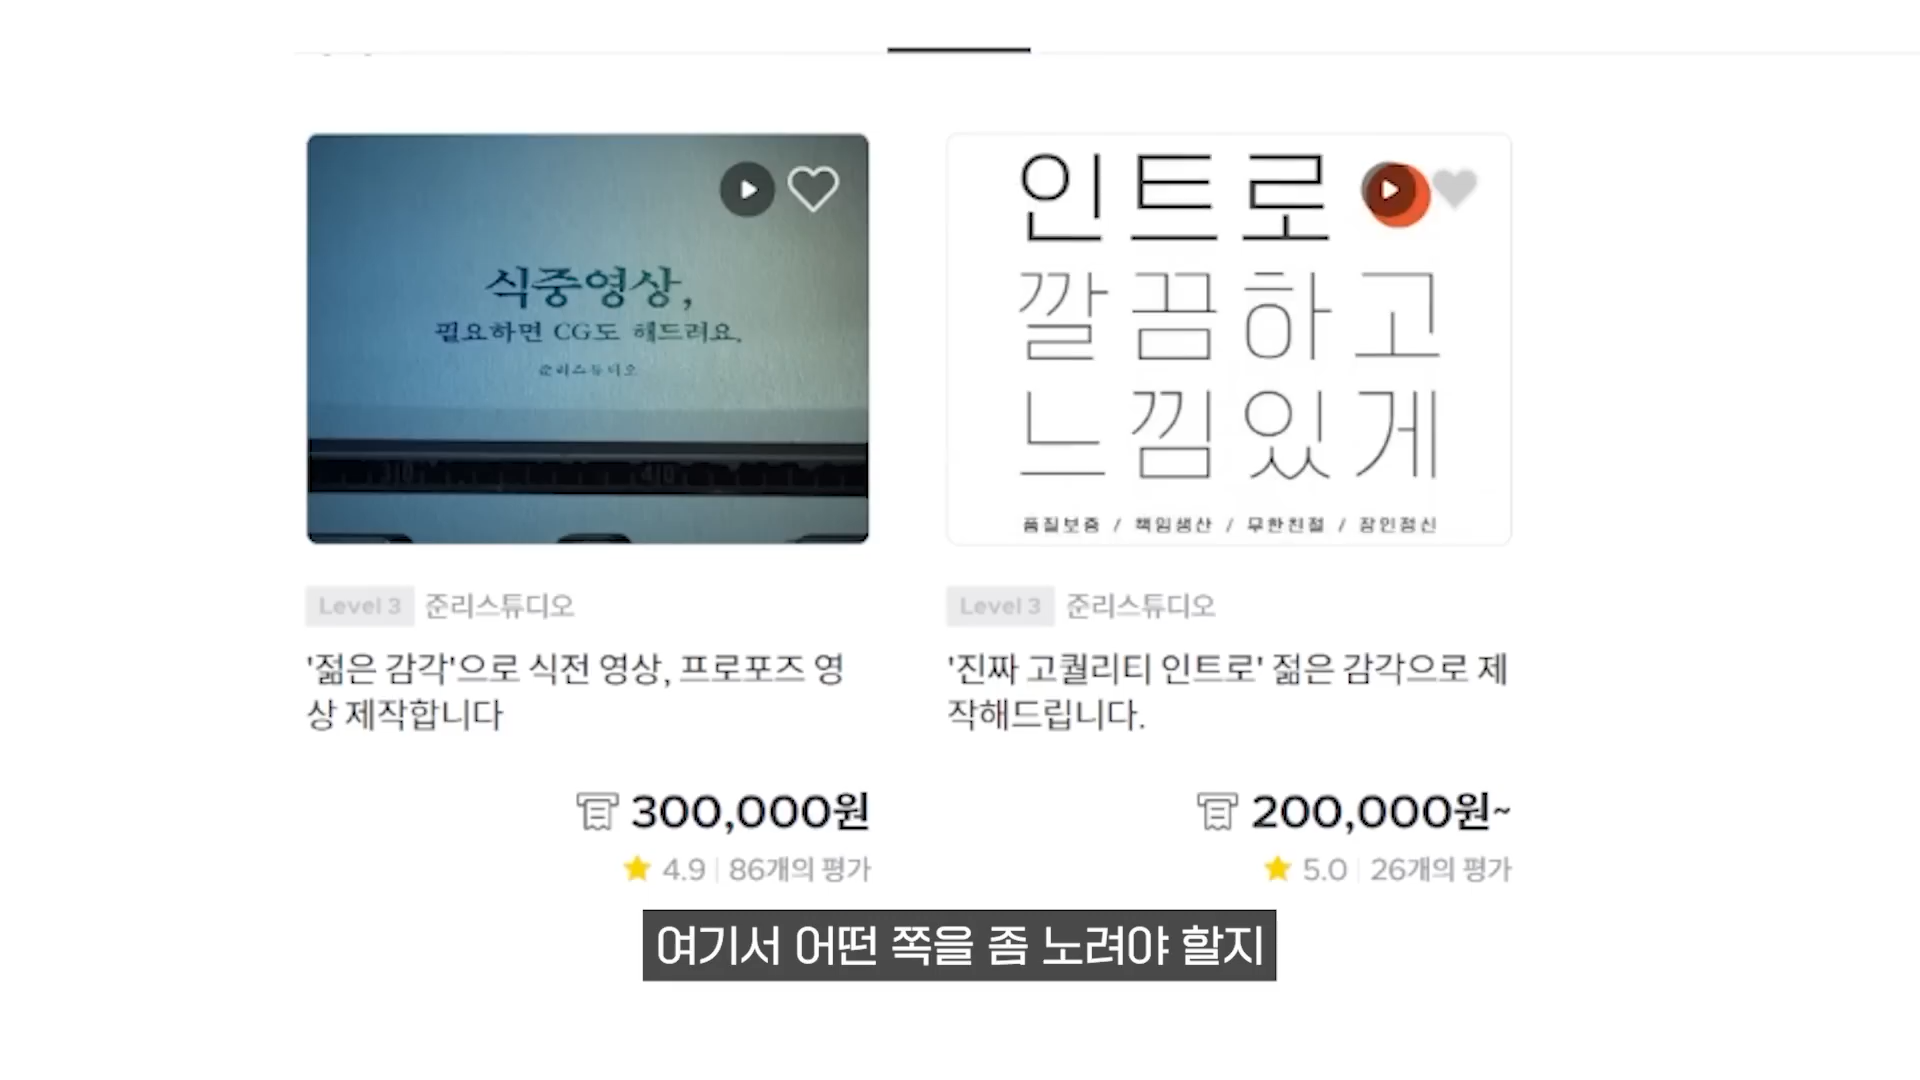 식중영상,
필요하면 CG도 해드려요.
준리스튜디오
인트로
깔끔하고
느낌있게
품질보증 / 책임생산 / 무한친절 / 장인정신
Level 3 준리스튜디오
'젊은 감각'으로 식전 영상, 프로포즈 영
상 제작합니다
300,000원
4.9 | 86개의 평가
Level 3 준리스튜디오
'진짜 고퀄리티 인트로' 젊은 감각으로 제
작해드립니다.
200,000원~
5.0 | 26개의 평가
여기서 어떤 쪽을 좀 노려야 할지